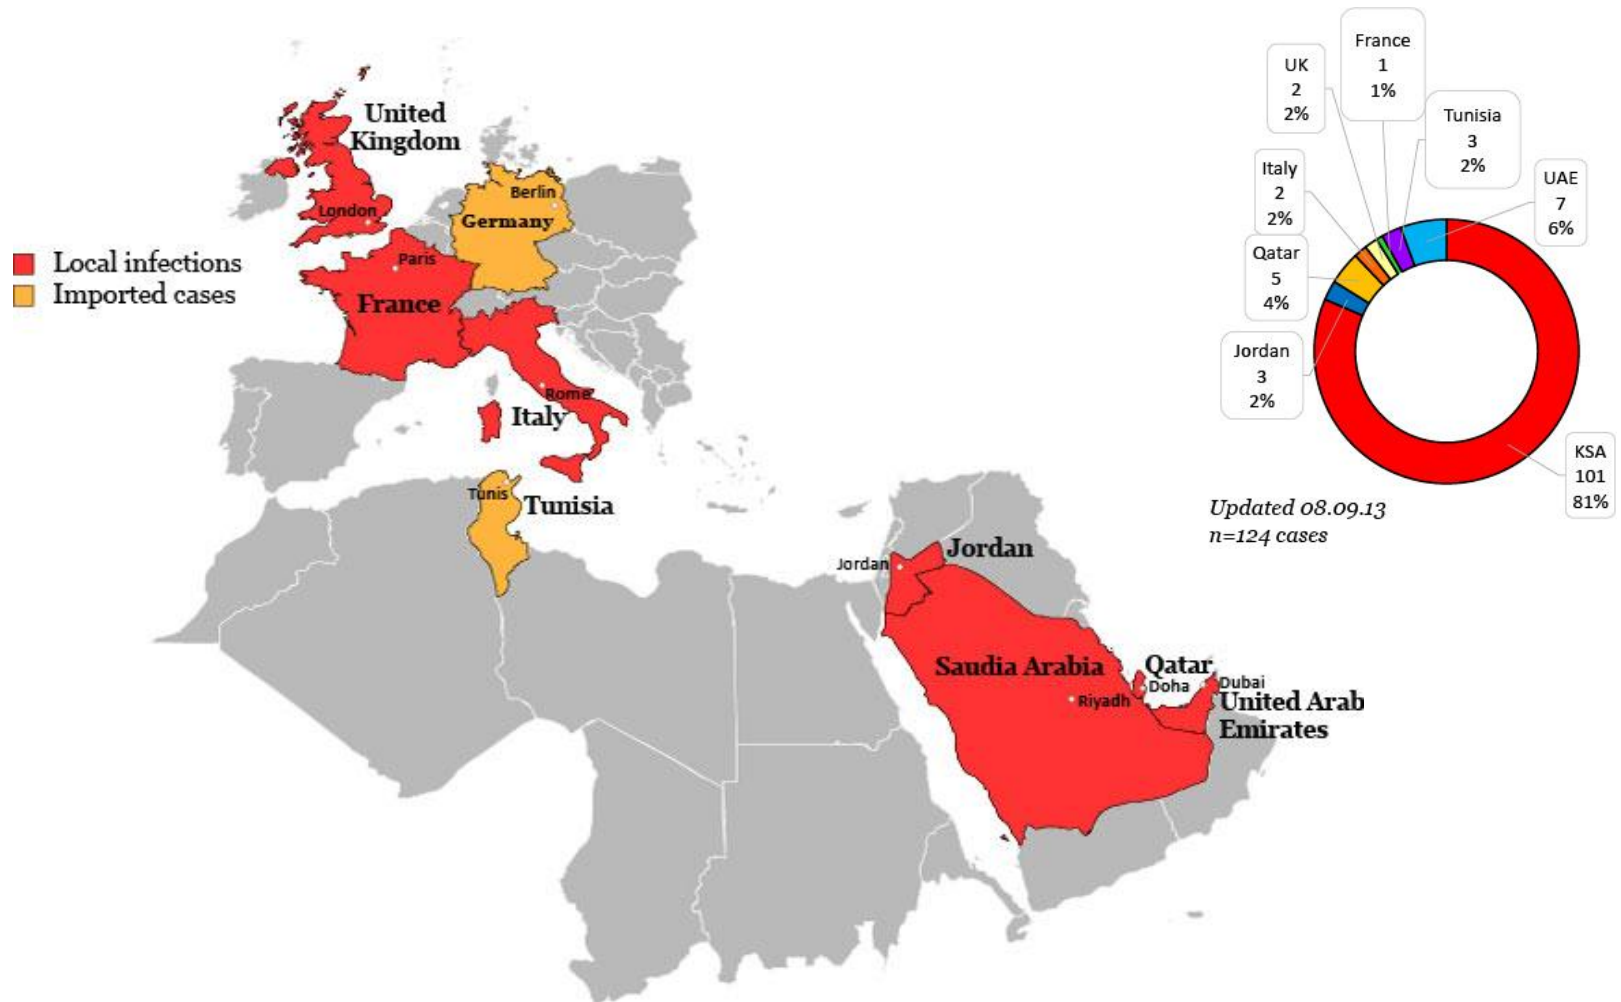 France
1
1%
UK
2
2%
Tunisia
3
2%
Italy
2
2%
UAE
7
6%
Qatar
5
4%
Jordan
3
2%
KSA
101
81%
Updated 08.09.13
n=124 cases
Local infections
Imported cases
United
Kingdom
London
Berlin
Germany
Paris
France
Rome
Italy
Tunis
Tunisia
Jordan
Jordan
Saudia Arabia
Riyadh
Qatar
Doha
Dubai
United Arab
Emirates